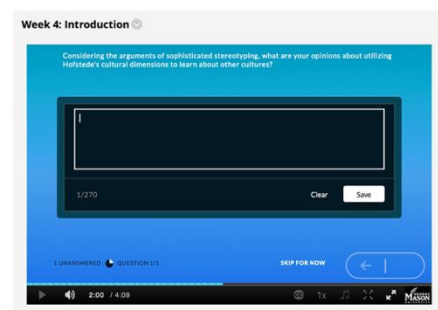 Week 4: Introduction
Considering the arguments of sophisticated stereotyping, what are your opinions about utilizing
Hofstede's cultural dimensions to learn about other cultures?
1/270
Clear
Save
1 UNANSWERED
QUESTION 1/1
SKIP FOR NOW
2:00 / 4:09
CC
1x
MASON